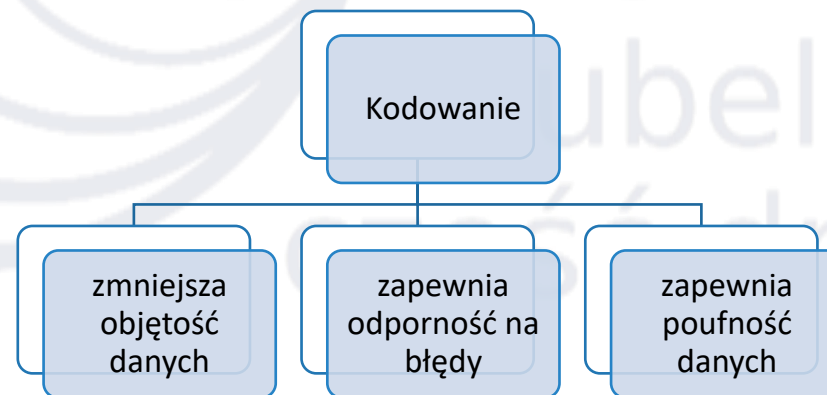 Kodowanie
zmniejsza
objętość
danych
zapewnia
odporność na
błędy
zapewnia
poufność
danych